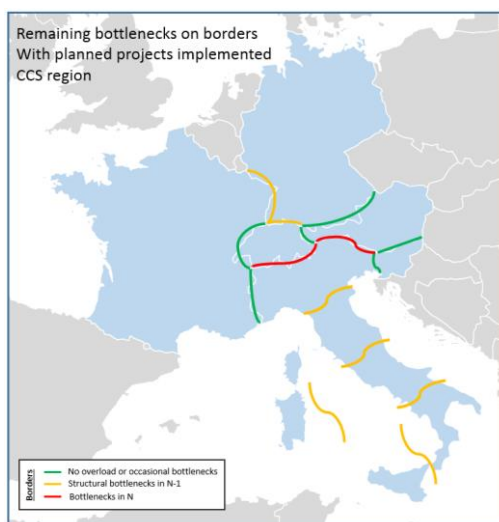 Remaining bottlenecks on borders
With planned projects implemented
CCS region
Borders
No overload or occasional bottlenecks
Structural bottlenecks in N-1
Bottlenecks in N